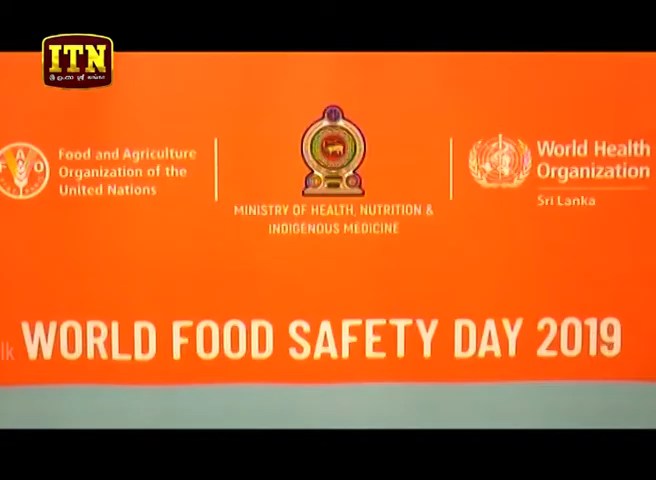 ITN
Food and Agriculture
Organization of the
United Nations
MINISTRY OF HEALTH, NUTRITION &
INDIGENOUS MEDICINE
World Health
Organization
Sri Lanka
lk
WORLD FOOD SAFETY DAY 2019